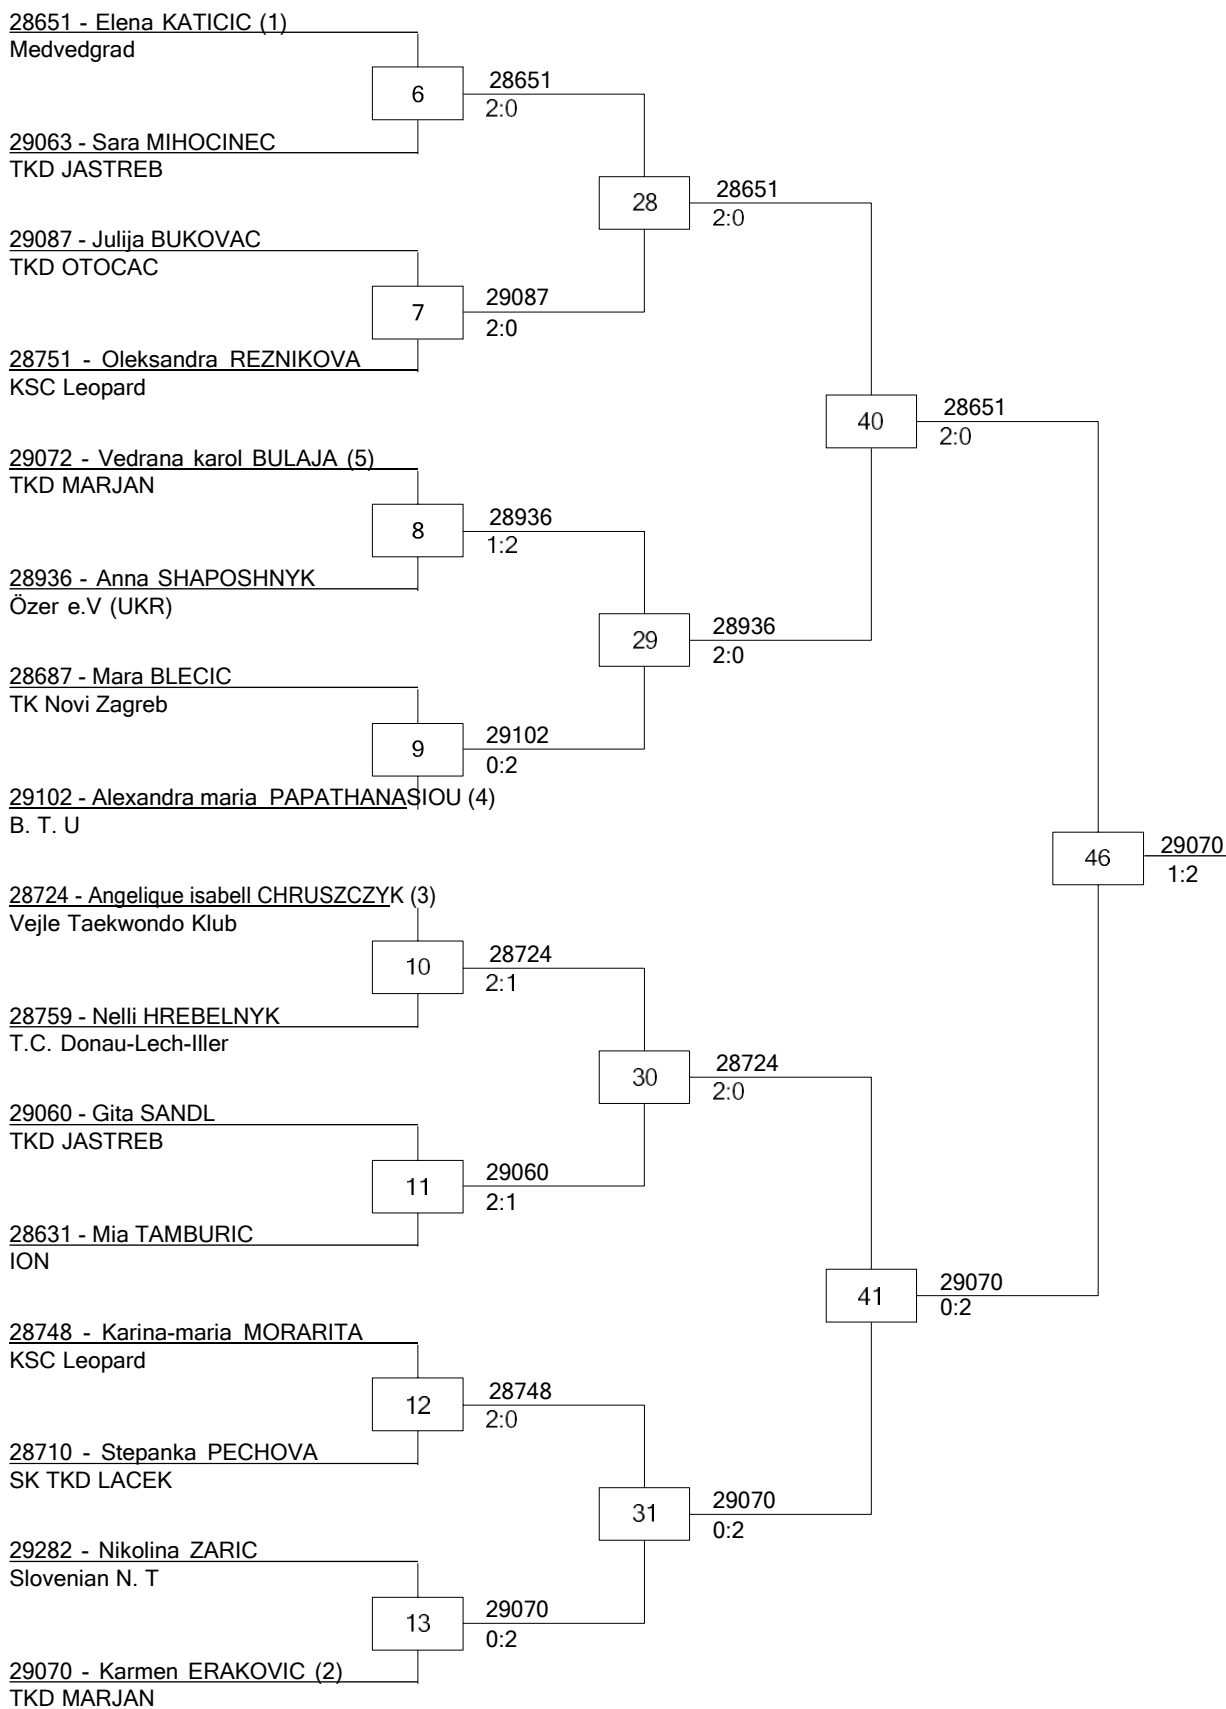 28651 - Elena KATICIC (1)
Medvedgrad
6
28651
2:0
29063 - Sara MIHOCINEC
TKD JASTREB
28
28651
2:0
29087 - Julija BUKOVAC
TKD OTOCAC
7
29087
2:0
28751 - Oleksandra REZNIKOVA
KSC Leopard
40
28651
2:0
29072 - Vedrana karol BULAJA (5)
TKD MARJAN
8
28936
1:2
28936 - Anna SHAPOSHNYK
Özer e.V (UKR)
29
28936
2:0
28687 - Mara BLECIC
TK Novi Zagreb
9
29102
0:2
29102 - Alexandra maria PAPATHANASIOU (4)
B. T. U
46
29070
1:2
28724 - Angelique isabell CHRUSZCZYK (3)
Vejle Taekwondo Klub
10
28724
2:1
28759 - Nelli HREBELNYK
T.C. Donau-Lech-Iller
30
28724
2:0
29060 - Gita SANDL
TKD JASTREB
11
29060
2:1
28631 - Mia TAMBURIC
ION
41
29070
0:2
28748 - Karina-maria MORARITA
KSC Leopard
12
28748
2:0
28710 - Stepanka PECHOVA
SK TKD LACEK
31
29070
0:2
29282 - Nikolina ZARIC
Slovenian N. T
13
29070
0:2
29070 - Karmen ERAKOVIC (2)
TKD MARJAN